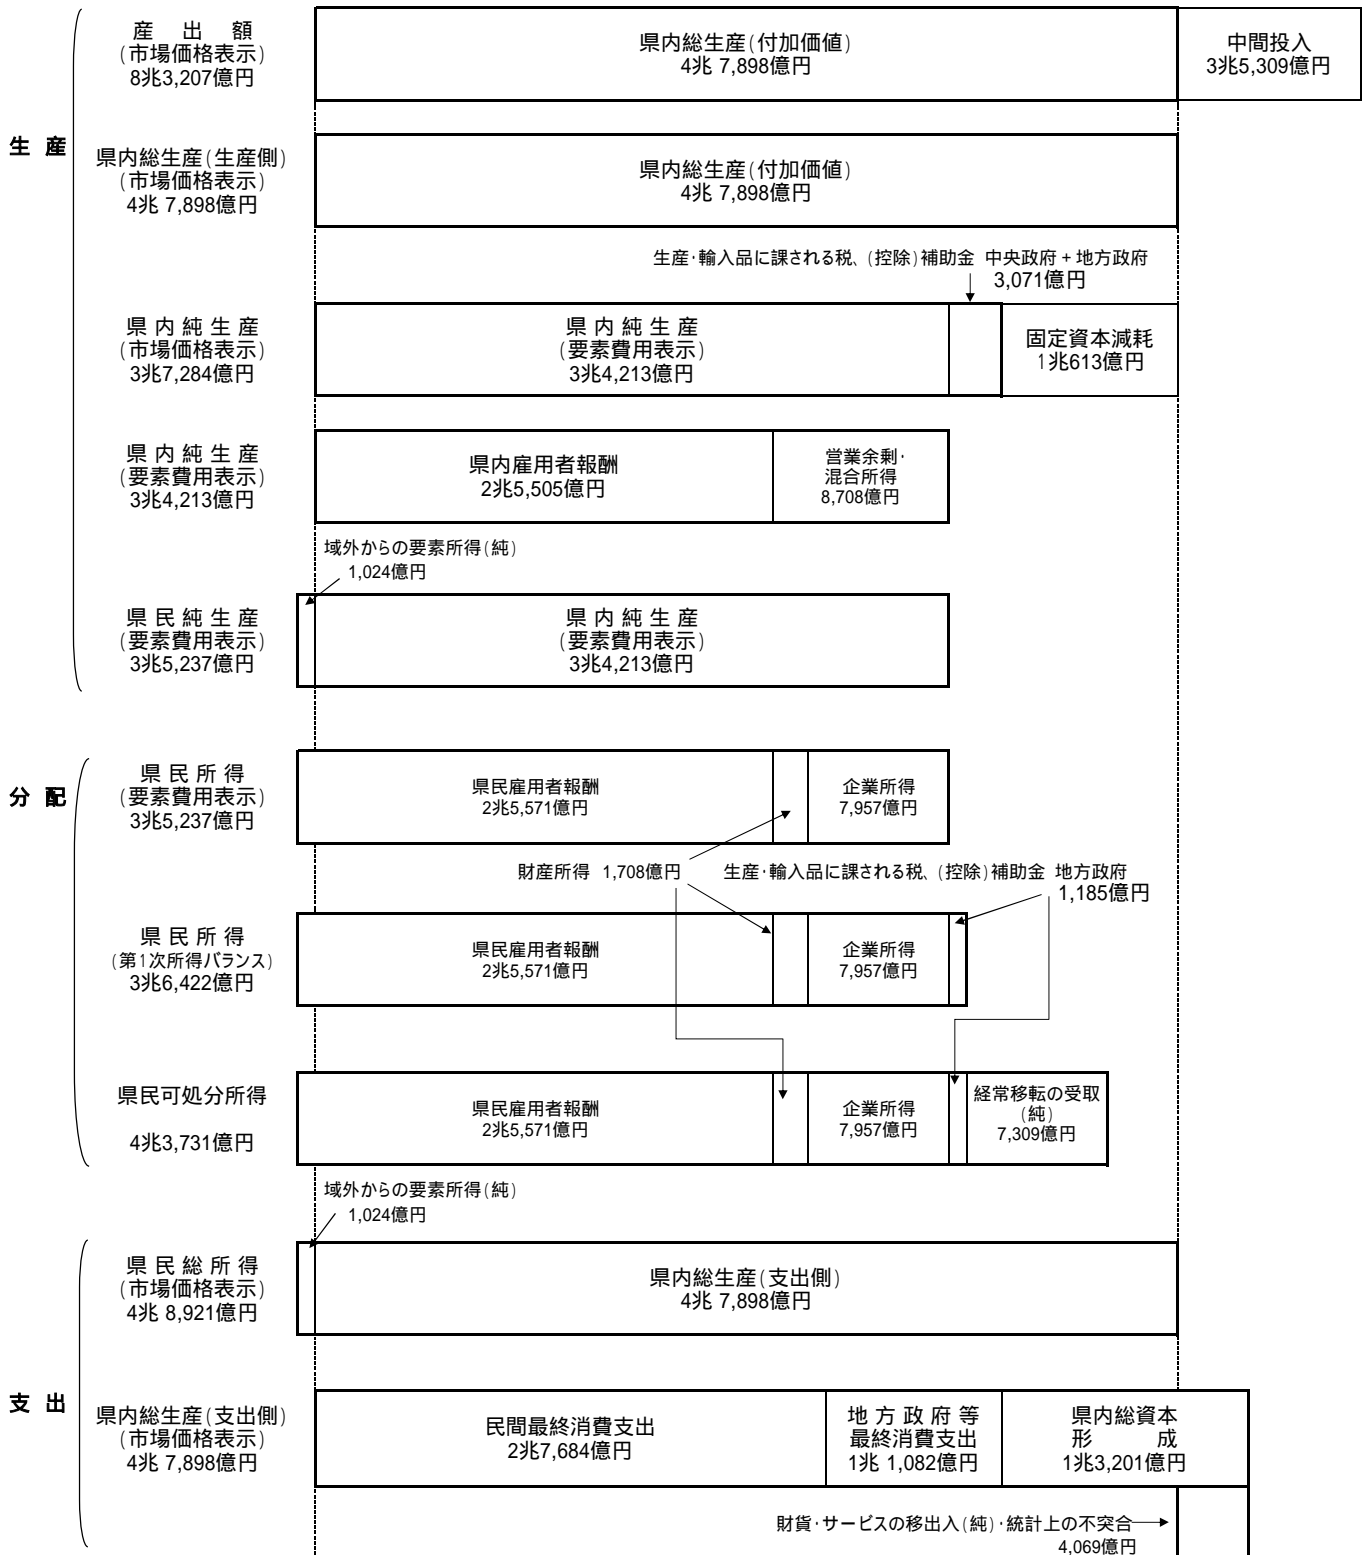 生 産
産 出 額
(市場価格表示)
8兆3,207億円
県内総生産(付加価値)
4兆 7,898億円
中間投入
3兆5,309億円
県内総生産(生産側)
(市場価格表示)
4兆 7,898億円
県内総生産(付加価値)
4兆 7,898億円
生産・輸入品に課される税、(控除)補助金 中央政府+地方政府
3,071億円
県 内 純 生 産
(市場価格表示)
3兆7,284億円
県 内 純 生 産
(要素費用表示)
3兆4,213億円
固定資本減耗
1兆613億円
県 内 純 生 産
(要素費用表示)
3兆4,213億円
県内雇用者報酬
2兆5,505億円
営業余剰・
混合所得
8,708億円
域外からの要素所得(純)
1,024億円
県 民 純 生 産
(要素費用表示)
3兆5,237億円
県 内 純 生 産
(要素費用表示)
3兆4,213億円
分 配
県 民 所 得
(要素費用表示)
3兆5,237億円
県民雇用者報酬
2兆5,571億円
企業所得
7,957億円
財産所得 1,708億円
生産・輸入品に課される税、(控除)補助金 地方政府
1,185億円
県 民 所 得
(第1次所得バランス)
3兆6,422億円
県民雇用者報酬
2兆5,571億円
企業所得
7,957億円
県民可処分所得
4兆3,731億円
県民雇用者報酬
2兆5,571億円
企業所得
7,957億円
経常移転の受取
(純)
7,309億円
域外からの要素所得(純)
1,024億円
支 出
県 民 総 所 得
(市場価格表示)
4兆 8,921億円
県内総生産(支出側)
4兆 7,898億円
県内総生産(支出側)
(市場価格表示)
4兆 7,898億円
民間最終消費支出
2兆7,684億円
地 方 政 府 等
最終消費支出
1兆 1,082億円
県内総資本
形 成
1兆3,201億円
財貨・サービスの移出入(純)・統計上の不突合
4,069億円